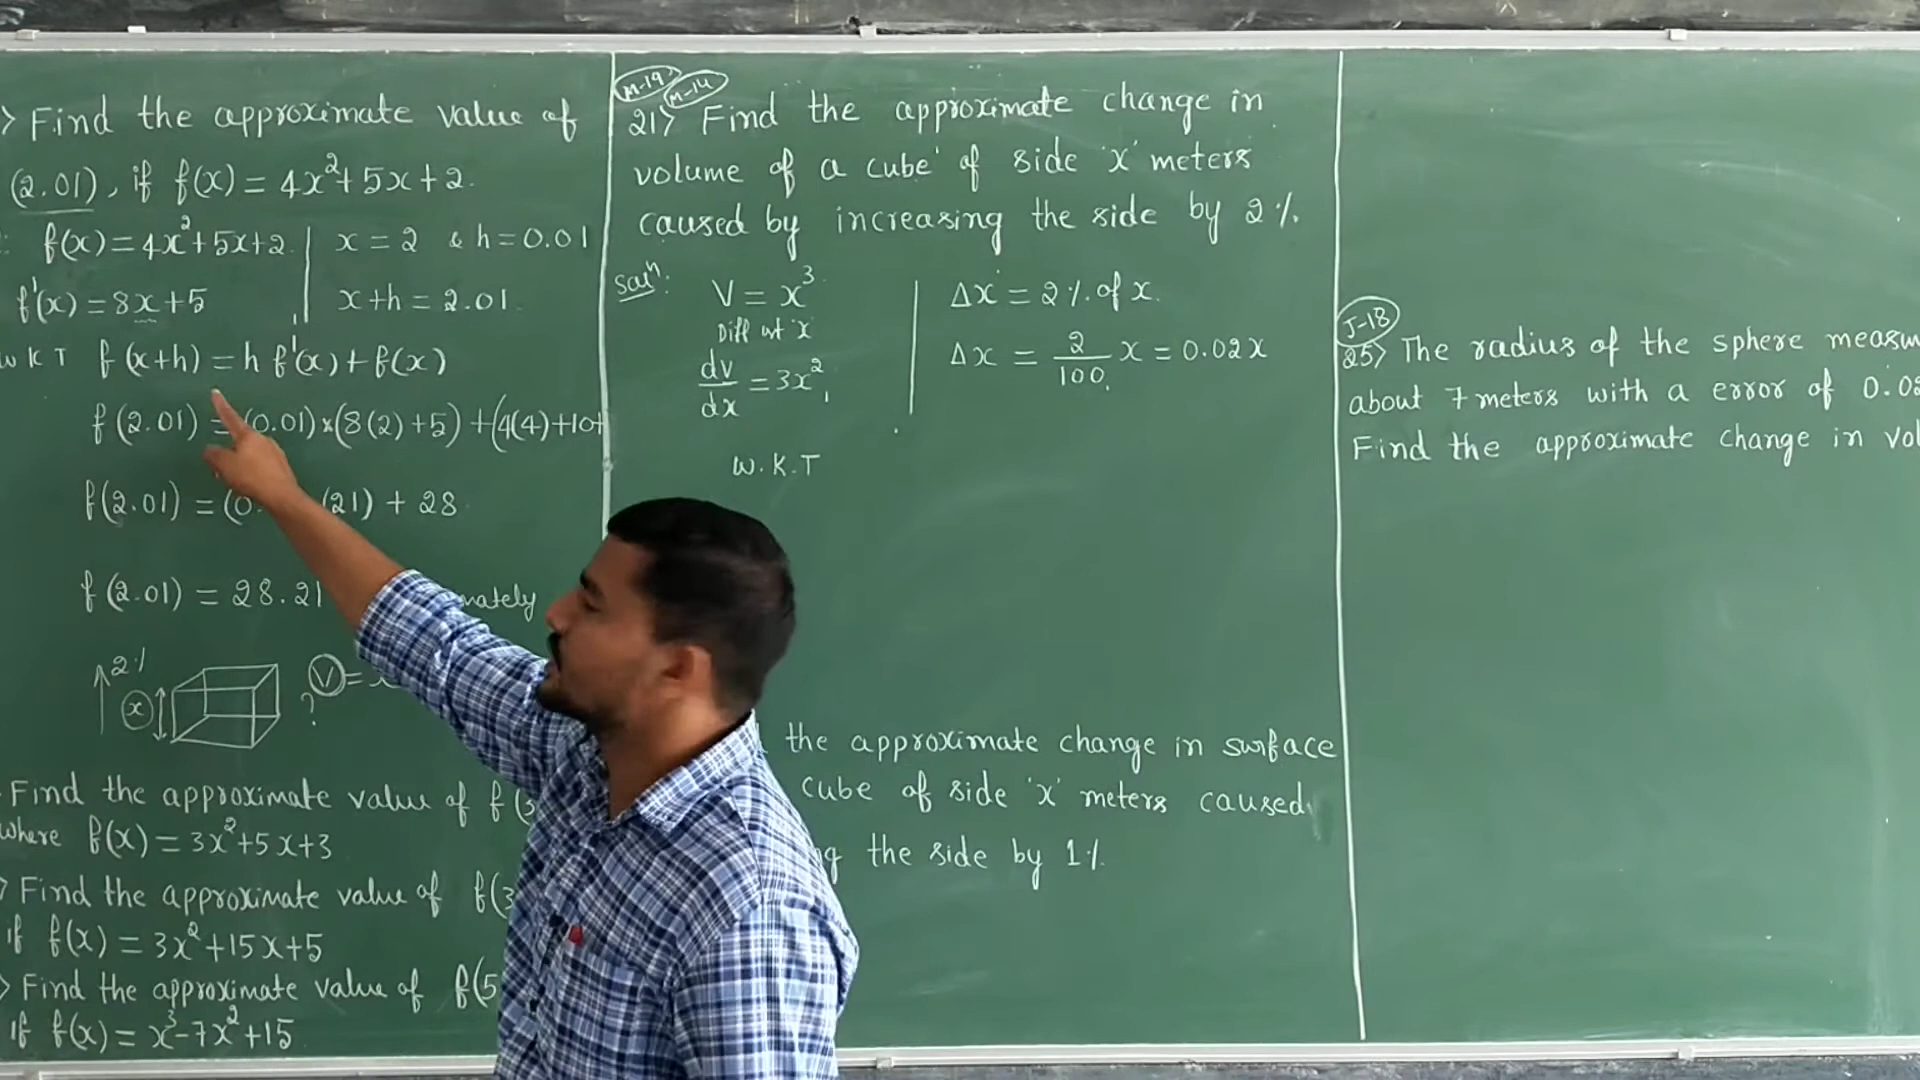 > Find the approximate value of
(2.01), if f(x) = 4x²+5x+2.
f(x)=4x²+5x+2 | x = 2 & h=0.01
f'(x) = 8x+5 | x+h = 2.01
W K T f(x+h) = h f'(x) + f(x)
f(2.01) = (0.01)×(8(2)+5) + (4(4)+10+
f(2.01) = (0. (21) + 28
f(2.01) = 28.21
2% x V =
?
Find the approximate value of f(3
where f(x) = 3x²+5x+3
Find the approximate value of f(3
if f(x) = 3x²+15x+5
> Find the approximate value of f(5
if f(x) = x³-7x²+15
M-19 M-14
21> Find the approximate change in
volume of a cube of side 'x' meters
caused by increasing the side by 2%.
Solⁿ: V = x³ | Δx = 2% of x.
Diff wt 'x'
dv/dx = 3x² | Δx = 2/100 x = 0.02x
W.K.T
the approximate change in surface
cube of side 'x' meters caused
the side by 1%.
J-18
25> The radius of the sphere measu
about 7 meters with a error of 0.0
Find the approximate change in vol